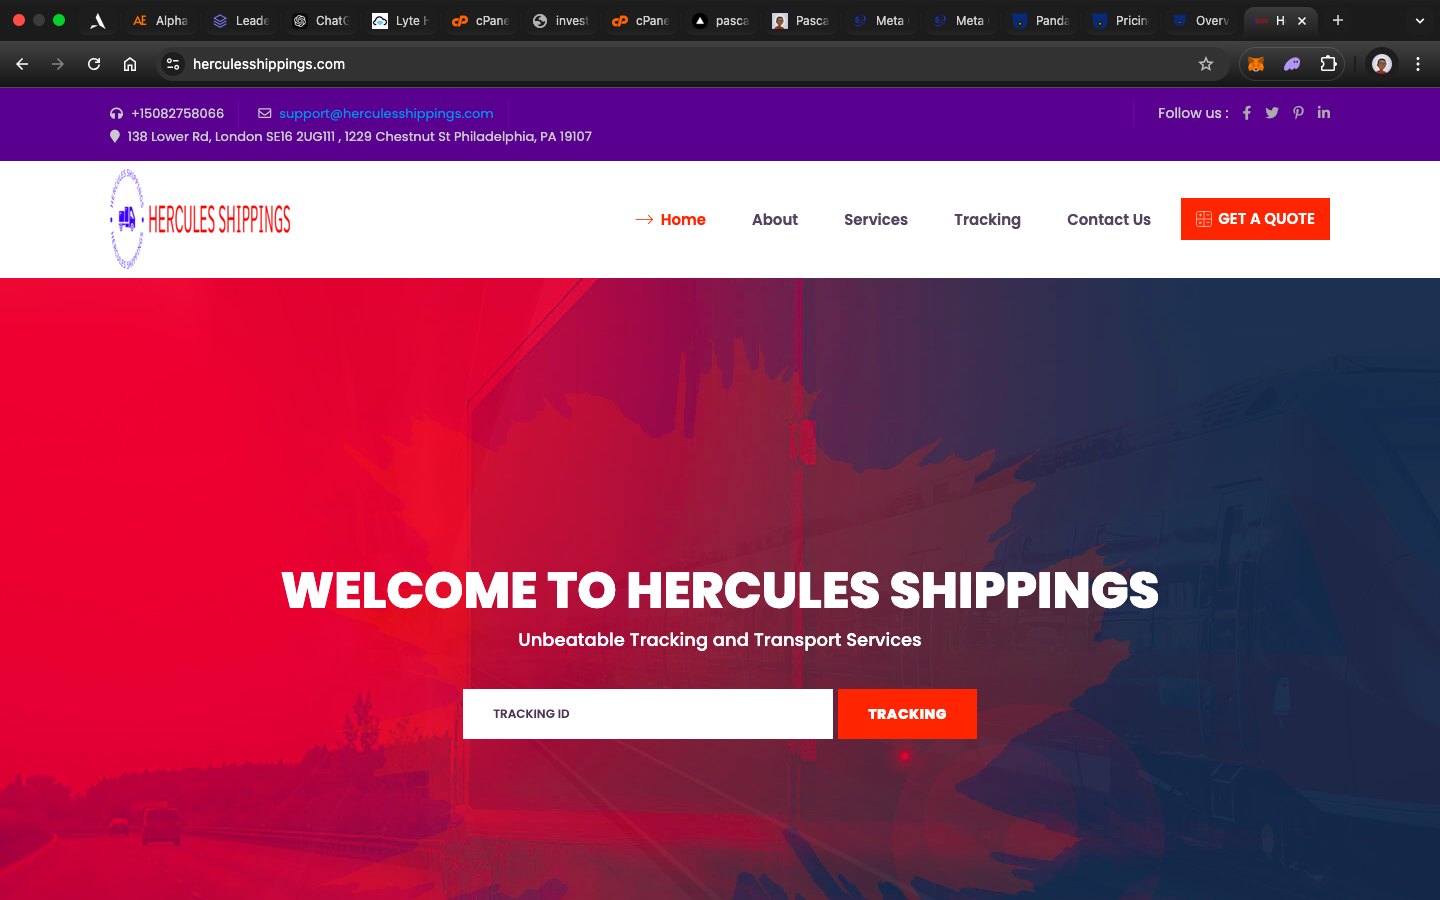 Alpha
Leade
ChatG
Lyte H
cPane
invest
cPane
pasca
Pasca
Meta
Meta
Panda
Pricin
Overv
H
herculesshippings.com
+15082758066
support@herculesshippings.com
Follow us :
138 Lower Rd, London SE16 2UG111 , 1229 Chestnut St Philadelphia, PA 19107
HERCULES SHIPPINGS
Home
About
Services
Tracking
Contact Us
GET A QUOTE
WELCOME TO HERCULES SHIPPINGS
Unbeatable Tracking and Transport Services
TRACKING ID
TRACKING